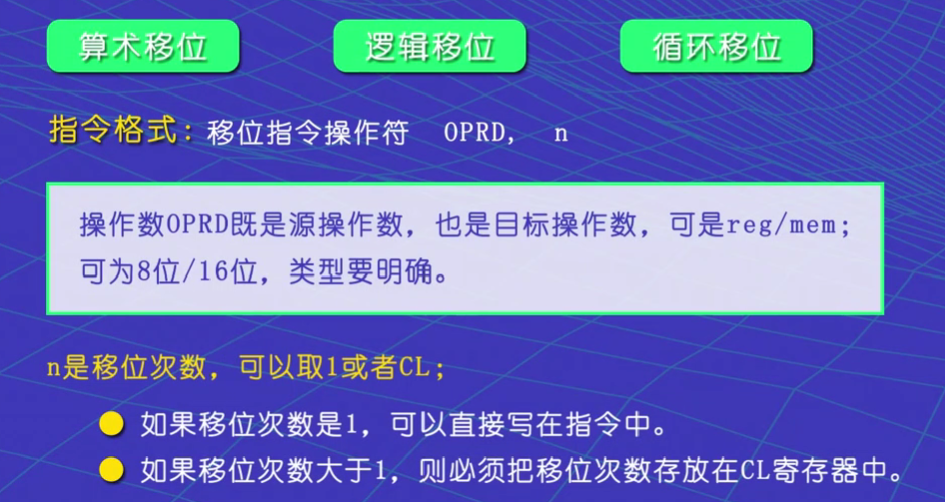 算术移位 逻辑移位 循环移位
指令格式：移位指令操作符 OPRD, n
操作数OPRD既是源操作数，也是目标操作数，可是reg/mem；
可为8位/16位，类型要明确。
n是移位次数，可以取1或者CL；
如果移位次数是1，可以直接写在指令中。
如果移位次数大于1，则必须把移位次数存放在CL寄存器中。